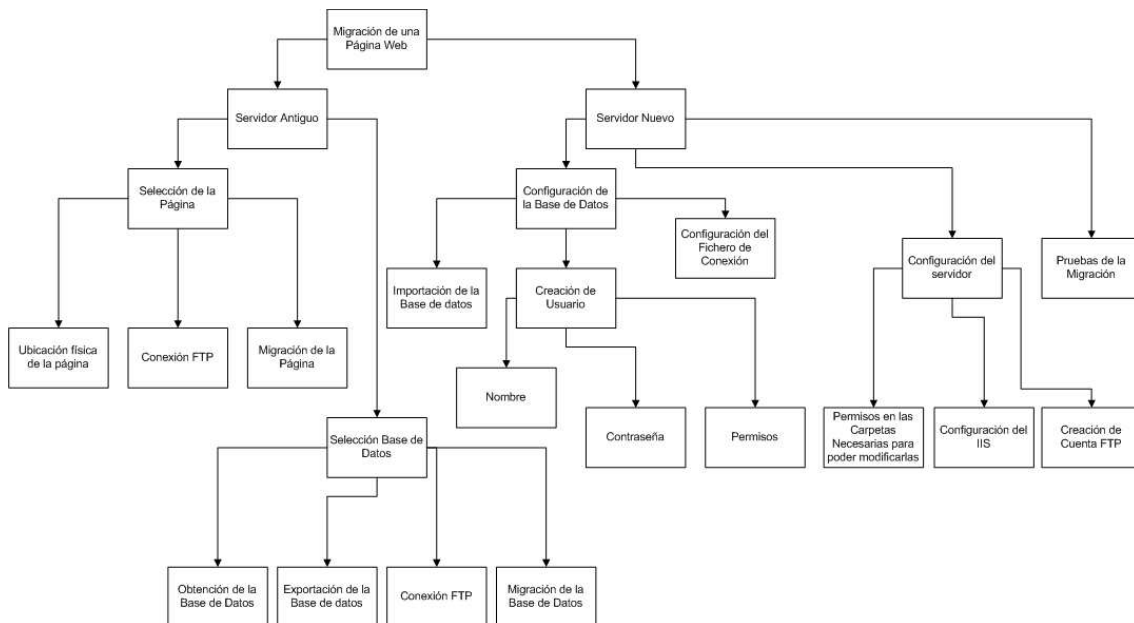 Migración de una
Página Web
Servidor Antiguo
Servidor Nuevo
Selección de la
Página
Configuración de
la Base de Datos
Configuración del
Fichero de
Conexión
Configuración del
servidor
Pruebas de la
Migración
Importación de la
Base de datos
Creación de
Usuario
Ubicación física
de la página
Conexión FTP
Migración de la
Página
Nombre
Contraseña
Permisos
Permisos en las
Carpetas
Necesarias para
poder modificarlas
Configuración del
IIS
Creación de
Cuenta FTP
Selección Base de
Datos
Obtención de la
Base de Datos
Exportación de la
Base de datos
Conexión FTP
Migración de la
Base de Datos